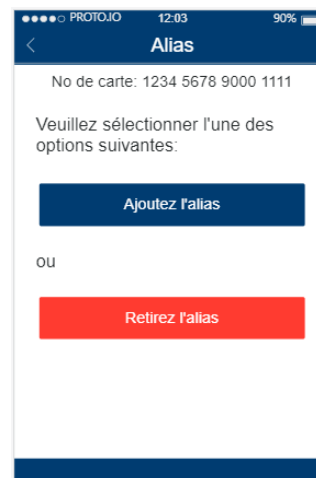 PROTO.IO 12:03 90%
Alias
No de carte: 1234 5678 9000 1111
Veuillez sélectionner l'une des
options suivantes:
Ajoutez l'alias
ou
Retirez l'alias